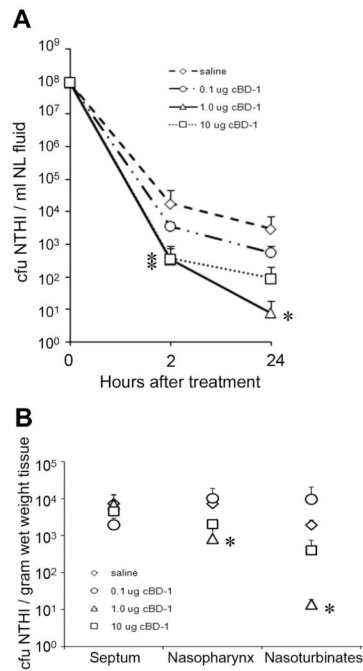 A
cfu NTHI / ml NL fluid
10⁹
10⁸
10⁷
10⁶
10⁵
10⁴
10³
10²
10¹
10⁰
saline
0.1 ug cBD-1
1.0 ug cBD-1
10 ug cBD-1
*
*
*
0
2
24
Hours after treatment
B
cfu NTHI / gram wet weight tissue
10⁵
10⁴
10³
10²
10¹
10⁰
saline
0.1 ug cBD-1
1.0 ug cBD-1
10 ug cBD-1
*
*
Septum
Nasopharynx
Nasoturbinates